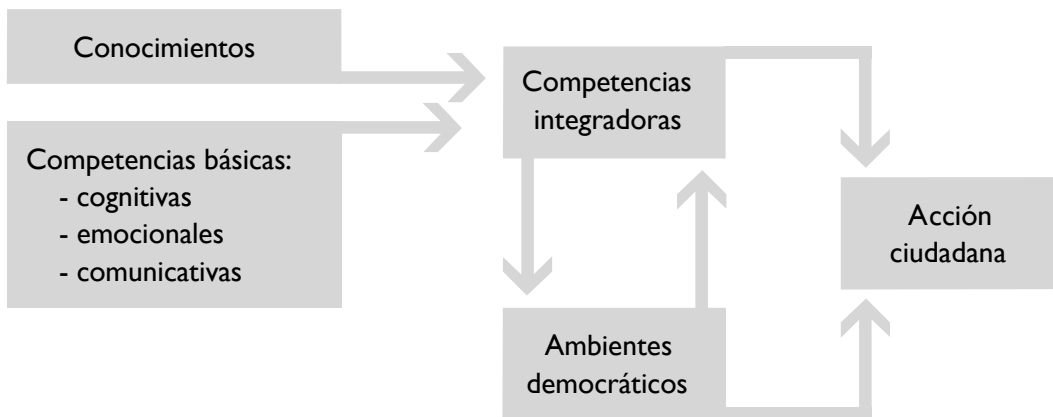 Conocimientos
Competencias básicas:
- cognitivas
- emocionales
- comunicativas
Competencias
integradoras
Ambientes
democráticos
Acción
ciudadana